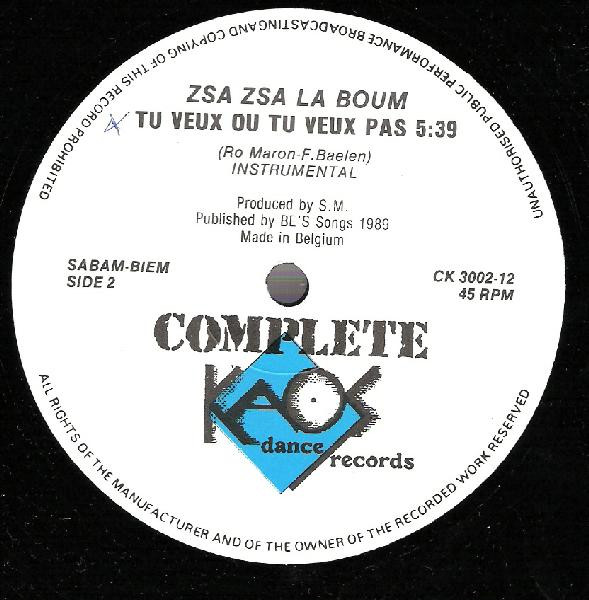 UNAUTHORISED PUBLIC PERFORMANCE BROADCASTING AND COPYING OF THIS RECORD PROHIBITED
ZSA ZSA LA BOUM
TU VEUX OU TU VEUX PAS 5:39
(Ro Maron-F.Baelen)
INSTRUMENTAL
Produced by S.M.
Published by BL'S Songs 1989
Made in Belgium
SABAM-BIEM
SIDE 2
CK 3002-12
45 RPM
COMPLETE
KAOS
dance
records
ALL RIGHTS OF THE MANUFACTURER AND OF THE OWNER OF THE RECORDED WORK RESERVED